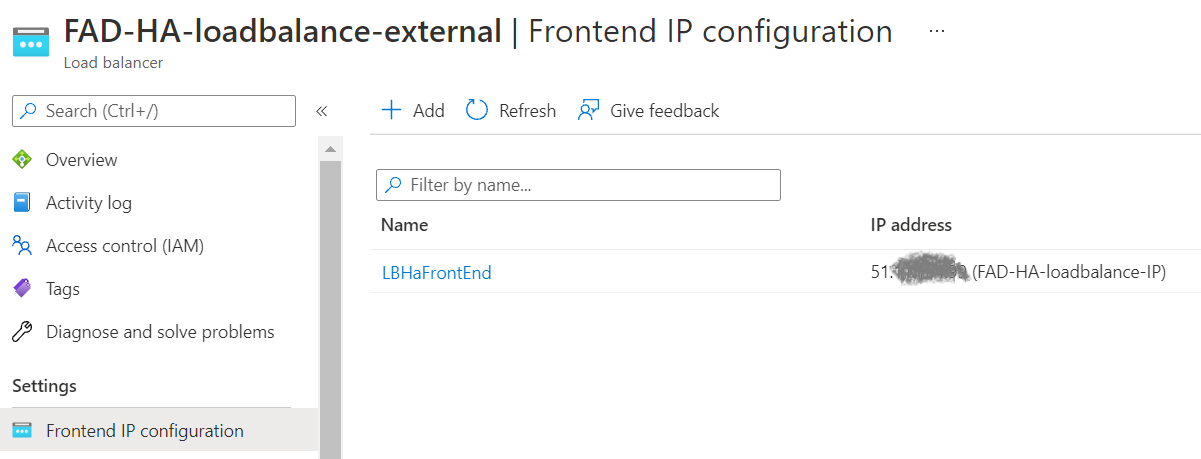 FAD-HA-loadbalance-external | Frontend IP configuration ...
Load balancer
Search (Ctrl+/)
«
Add
Refresh
Give feedback
Overview
Activity log
Access control (IAM)
Tags
Diagnose and solve problems
Settings
Frontend IP configuration
Filter by name...
Name
IP address
LBHaFrontEnd
51. (FAD-HA-loadbalance-IP)